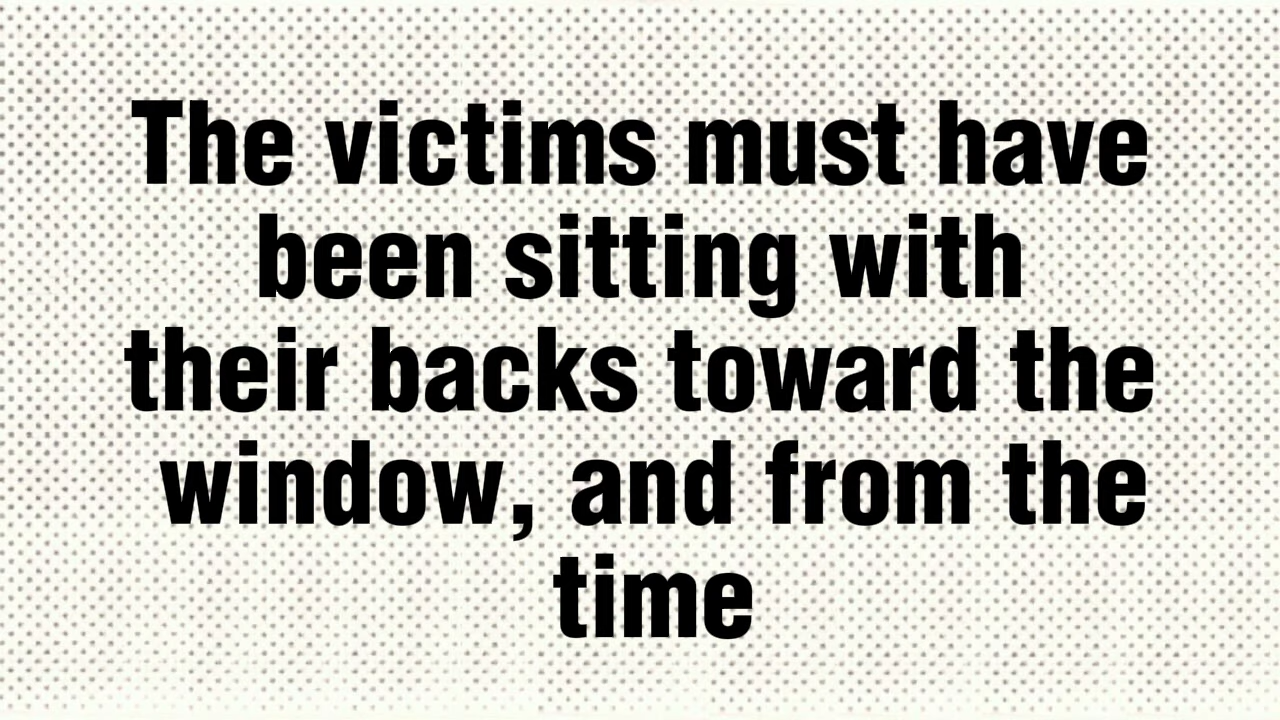 The victims must have
been sitting with
their backs toward the
window, and from the
time